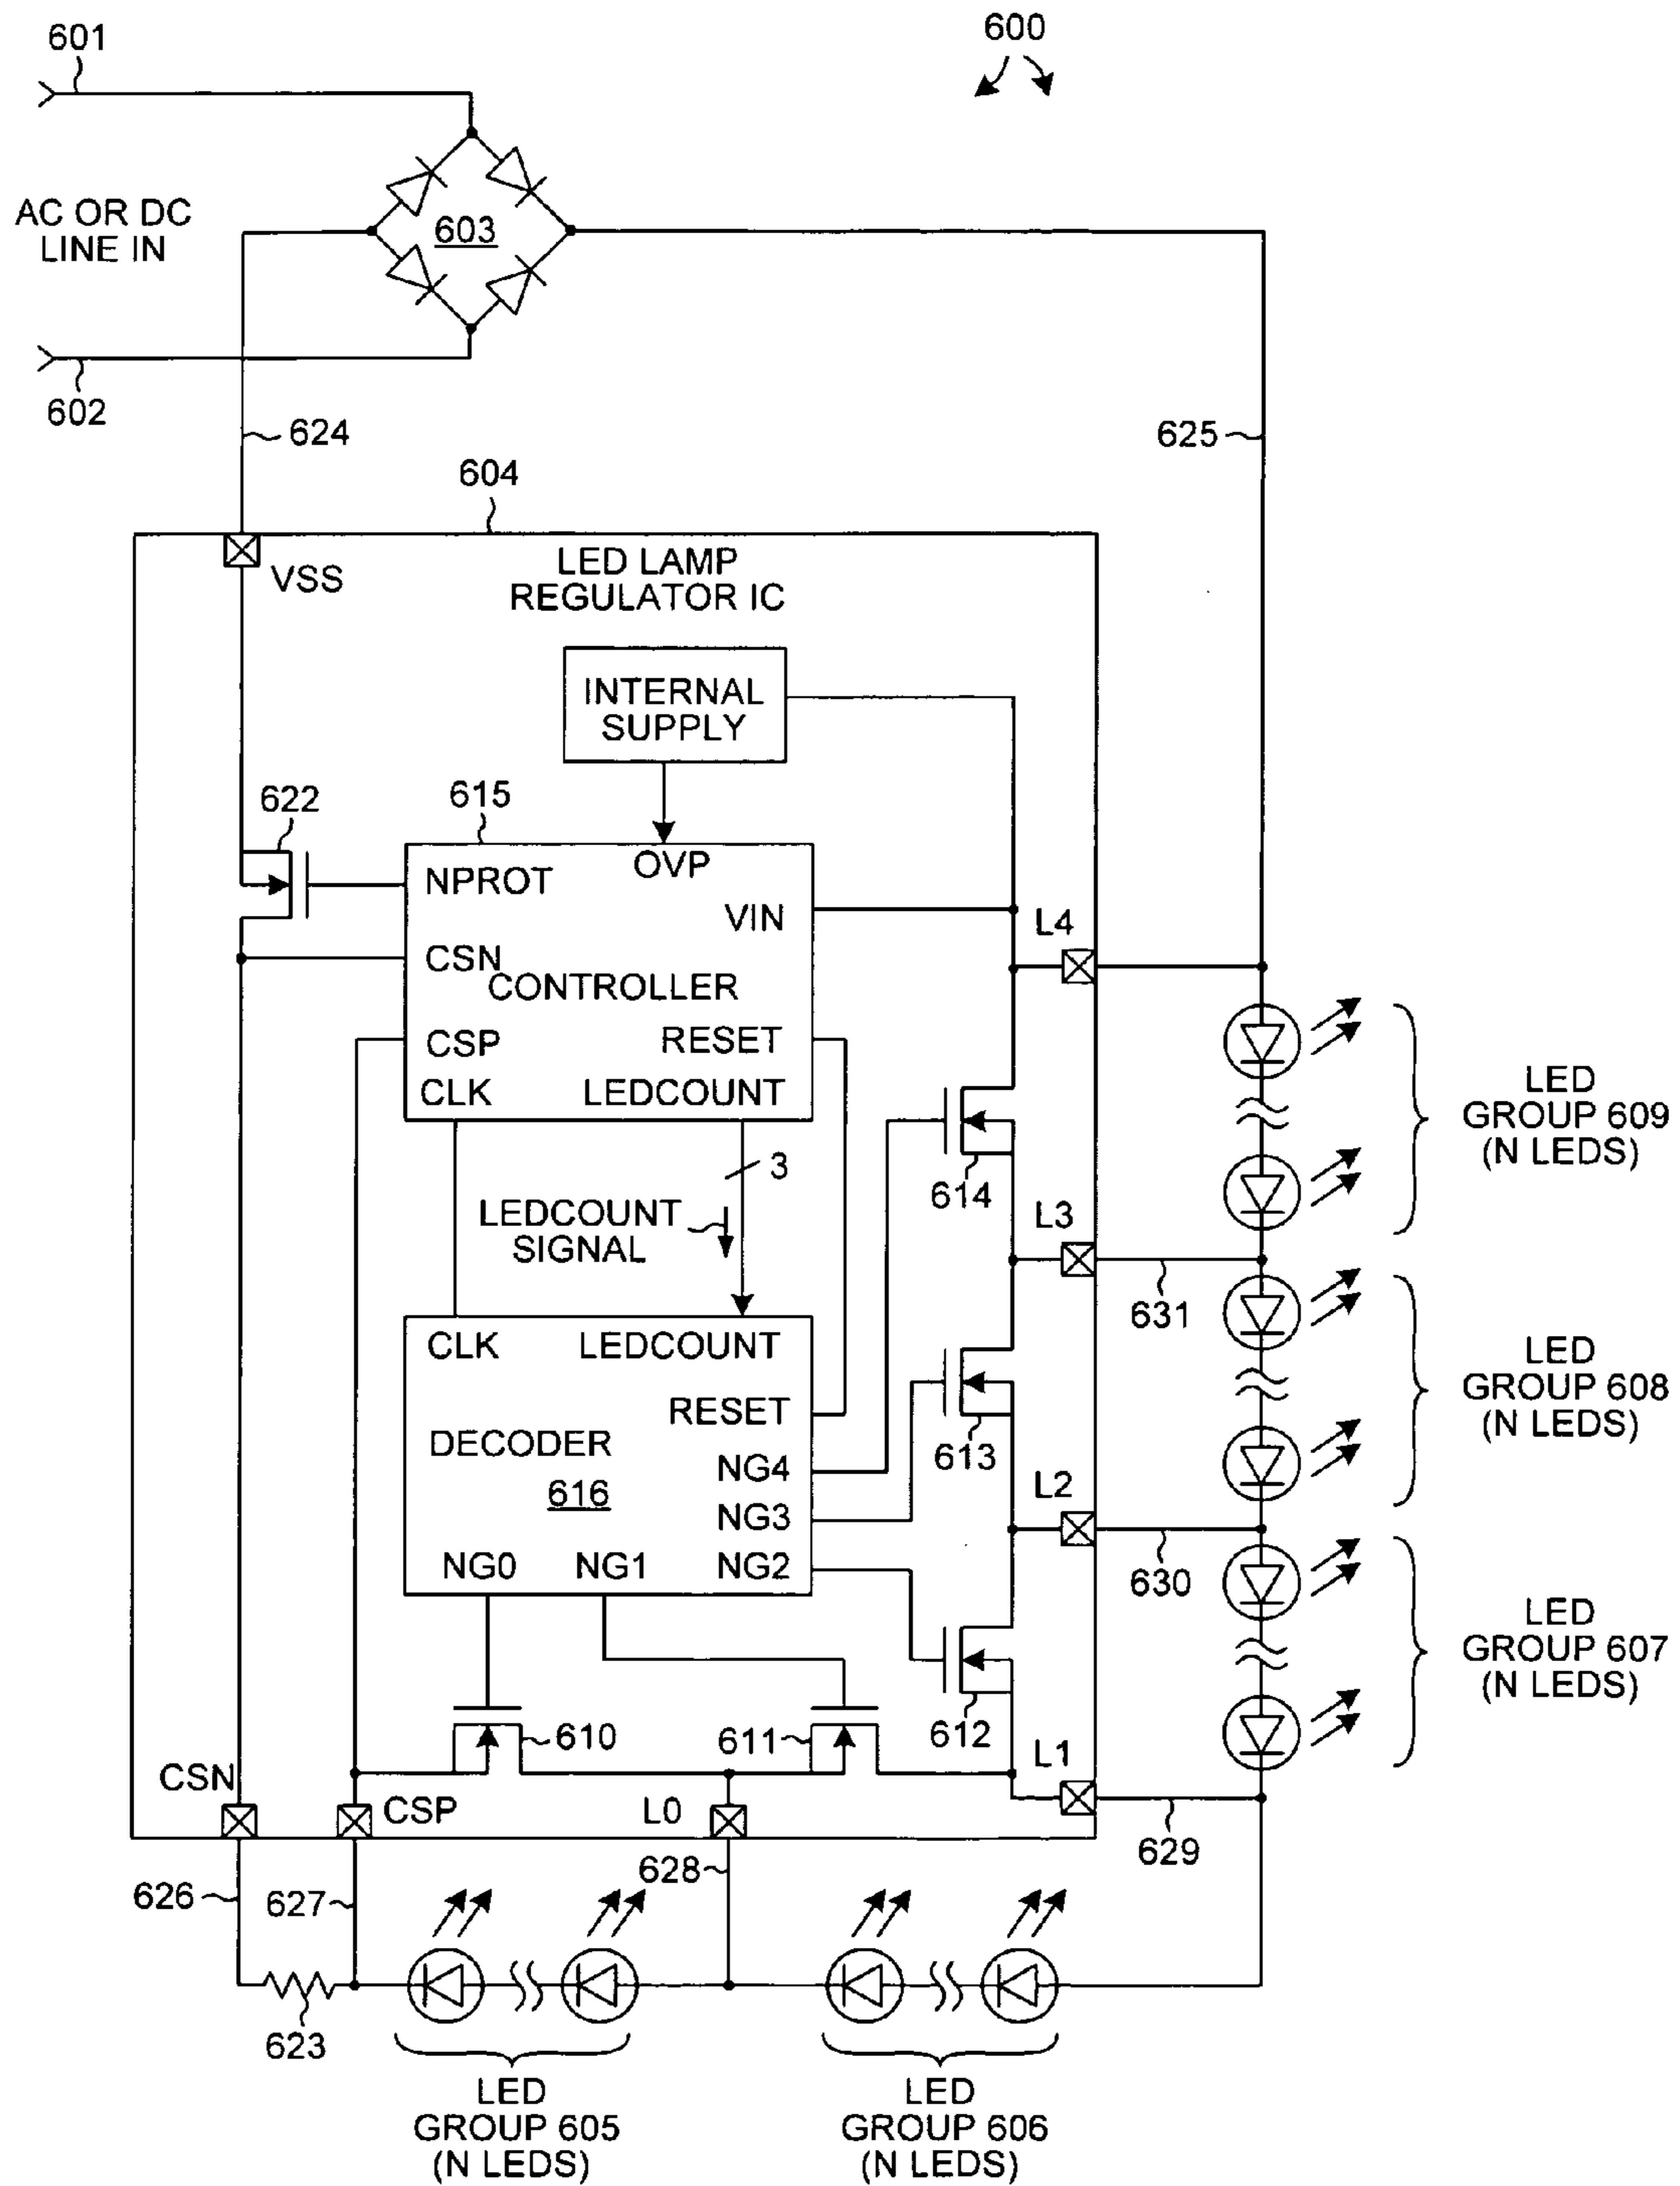 600
601
AC OR DC
LINE IN
603
602
624
625
604
VSS
LED LAMP
REGULATOR IC
INTERNAL
SUPPLY
622
615
NPROT
OVP
VIN
CSN
CONTROLLER
CSP
RESET
CLK
LEDCOUNT
L4
LED
GROUP 609
(N LEDS)
3
614
LEDCOUNT
SIGNAL
L3
631
CLK
LEDCOUNT
RESET
DECODER
616
NG4
NG3
NG2
NG0
NG1
613
LED
GROUP 608
(N LEDS)
L2
630
LED
GROUP 607
(N LEDS)
612
610
611
L1
629
CSN
CSP
L0
626
627
628
623
LED
GROUP 605
(N LEDS)
LED
GROUP 606
(N LEDS)